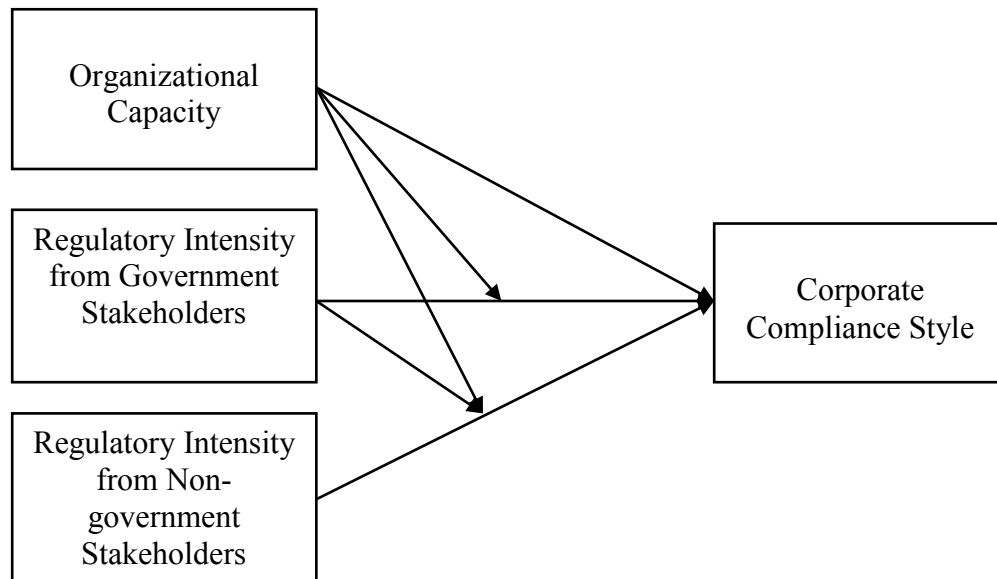 Organizational
Capacity
Regulatory Intensity
from Government
Stakeholders
Regulatory Intensity
from Non-
government
Stakeholders
Corporate
Compliance Style